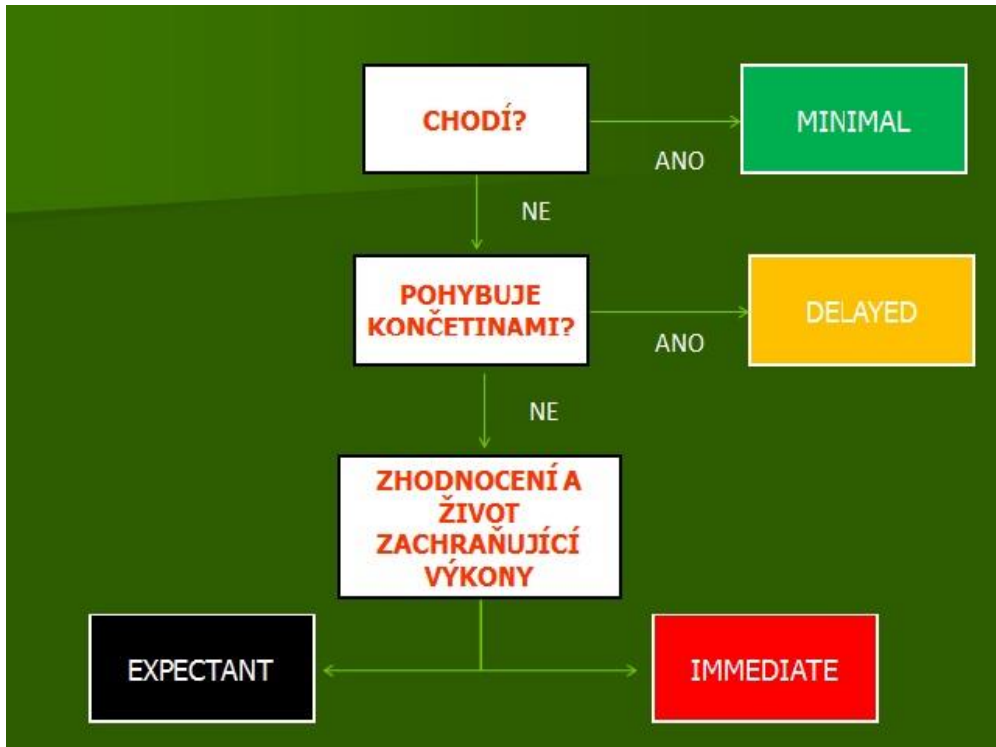 CHODÍ?
MINIMAL
ANO
NE
POHYBUJE
KONČETINAMI?
DELAYED
ANO
NE
ZHODNOCENÍ A
ŽIVOT
ZACHRAŇUJÍCÍ
VÝKONY
EXPECTANT
IMMEDIATE